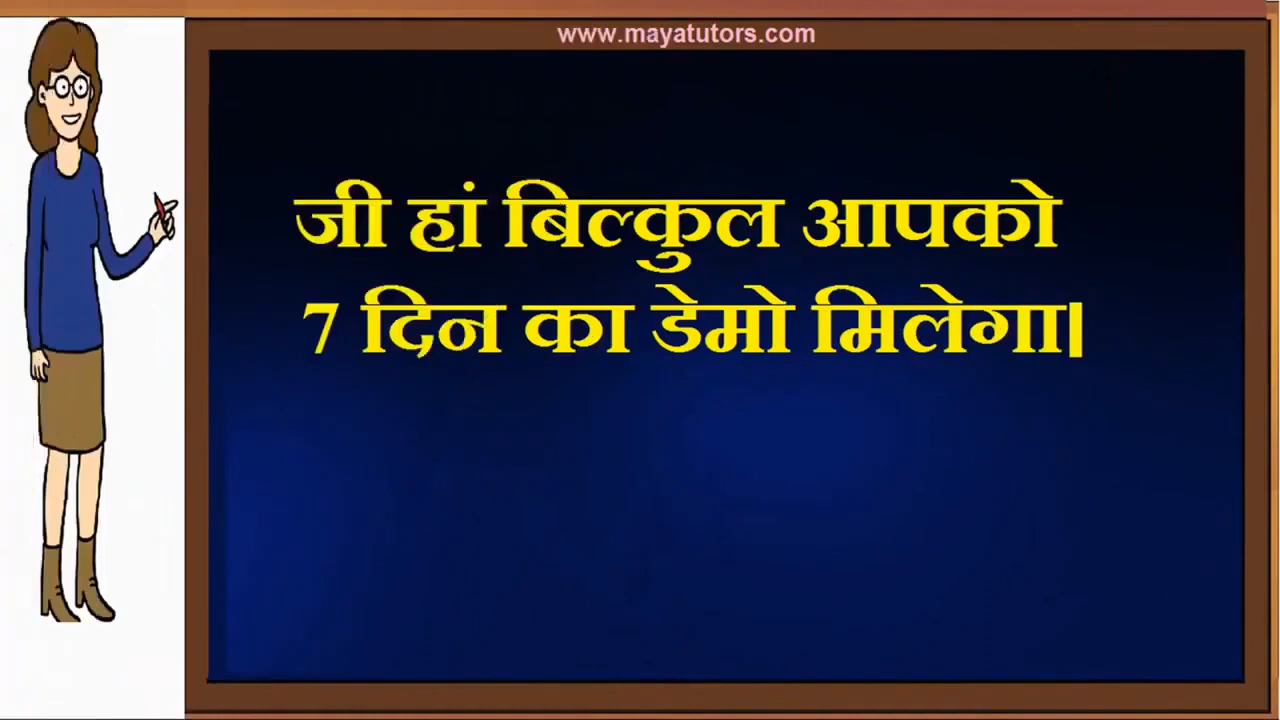 www.mayatutors.com
जी हां बिल्कुल आपको
7 दिन का डेमो मिलेगा।